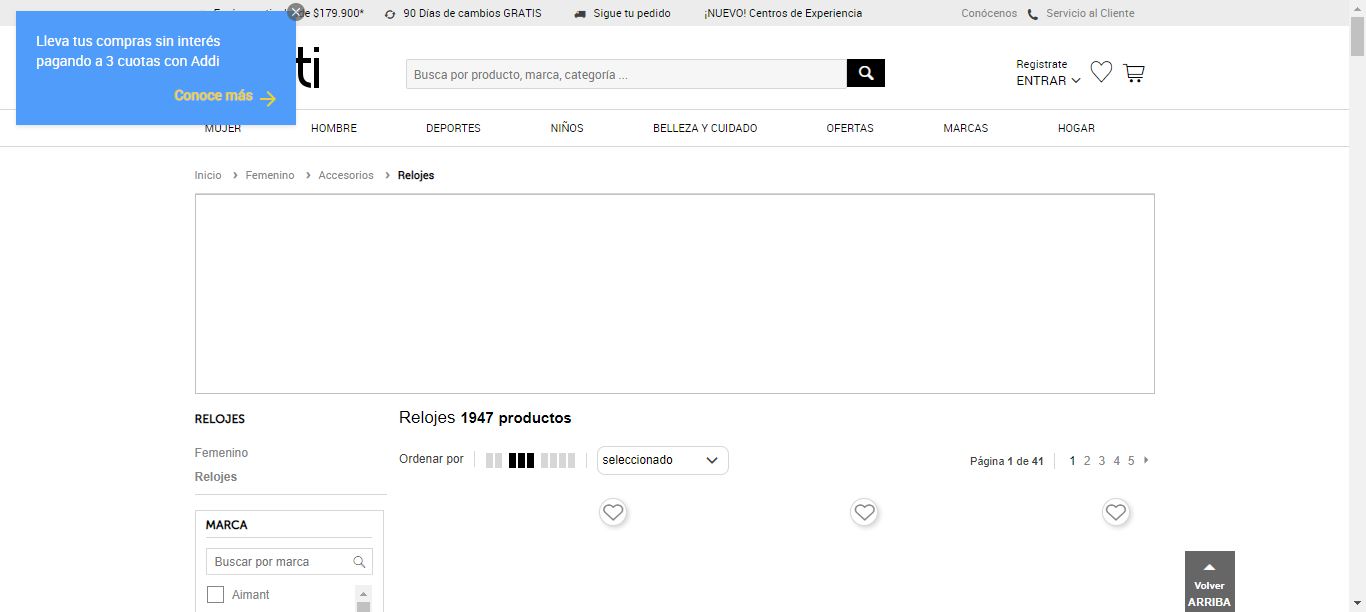 $179.900*
90 Días de cambios GRATIS
Sigue tu pedido
¡NUEVO! Centros de Experiencia
Conócenos
Servicio al Cliente
Lleva tus compras sin interés
pagando a 3 cuotas con Addi
Conoce más
ti
Busca por producto, marca, categoría ...
Registrate
ENTRAR
MUJER
HOMBRE
DEPORTES
NIÑOS
BELLEZA Y CUIDADO
OFERTAS
MARCAS
HOGAR
Inicio > Femenino > Accesorios > Relojes
RELOJES
Femenino
Relojes
Relojes 1947 productos
Ordenar por
seleccionado
Página 1 de 41
1 2 3 4 5
MARCA
Buscar por marca
Aimant
Volver
ARRIBA